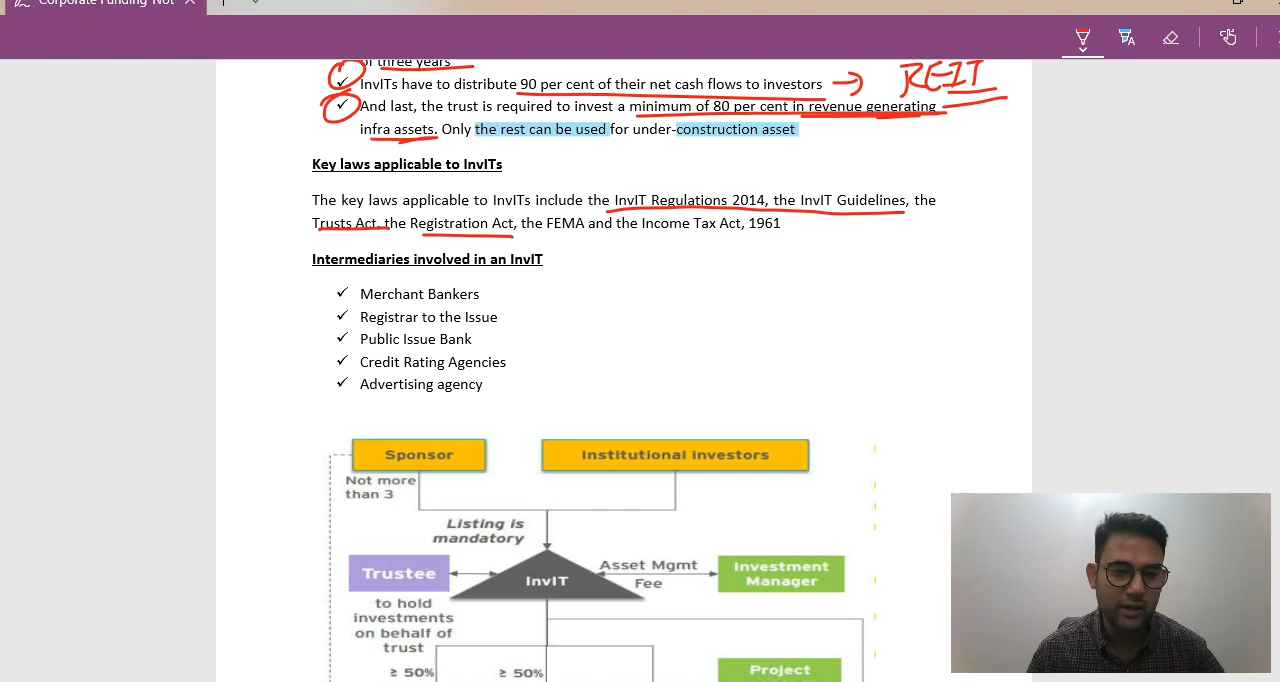 Corporate Funding-Not
of three years
✓ InvITs have to distribute 90 per cent of their net cash flows to investors → REIT
✓ And last, the trust is required to invest a minimum of 80 per cent in revenue generating
infra assets. Only the rest can be used for under-construction asset
Key laws applicable to InvITs
The key laws applicable to InvITs include the InvIT Regulations 2014, the InvIT Guidelines, the
Trusts Act, the Registration Act, the FEMA and the Income Tax Act, 1961
Intermediaries involved in an InvIT
✓ Merchant Bankers
✓ Registrar to the Issue
✓ Public Issue Bank
✓ Credit Rating Agencies
✓ Advertising agency
Sponsor
Institutional investors
Not more
than 3
Listing is
mandatory
Trustee
InvIT
Asset Mgmt
Fee
Investment
Manager
to hold
investments
on behalf of
trust
≥ 50%
≥ 50%
Project